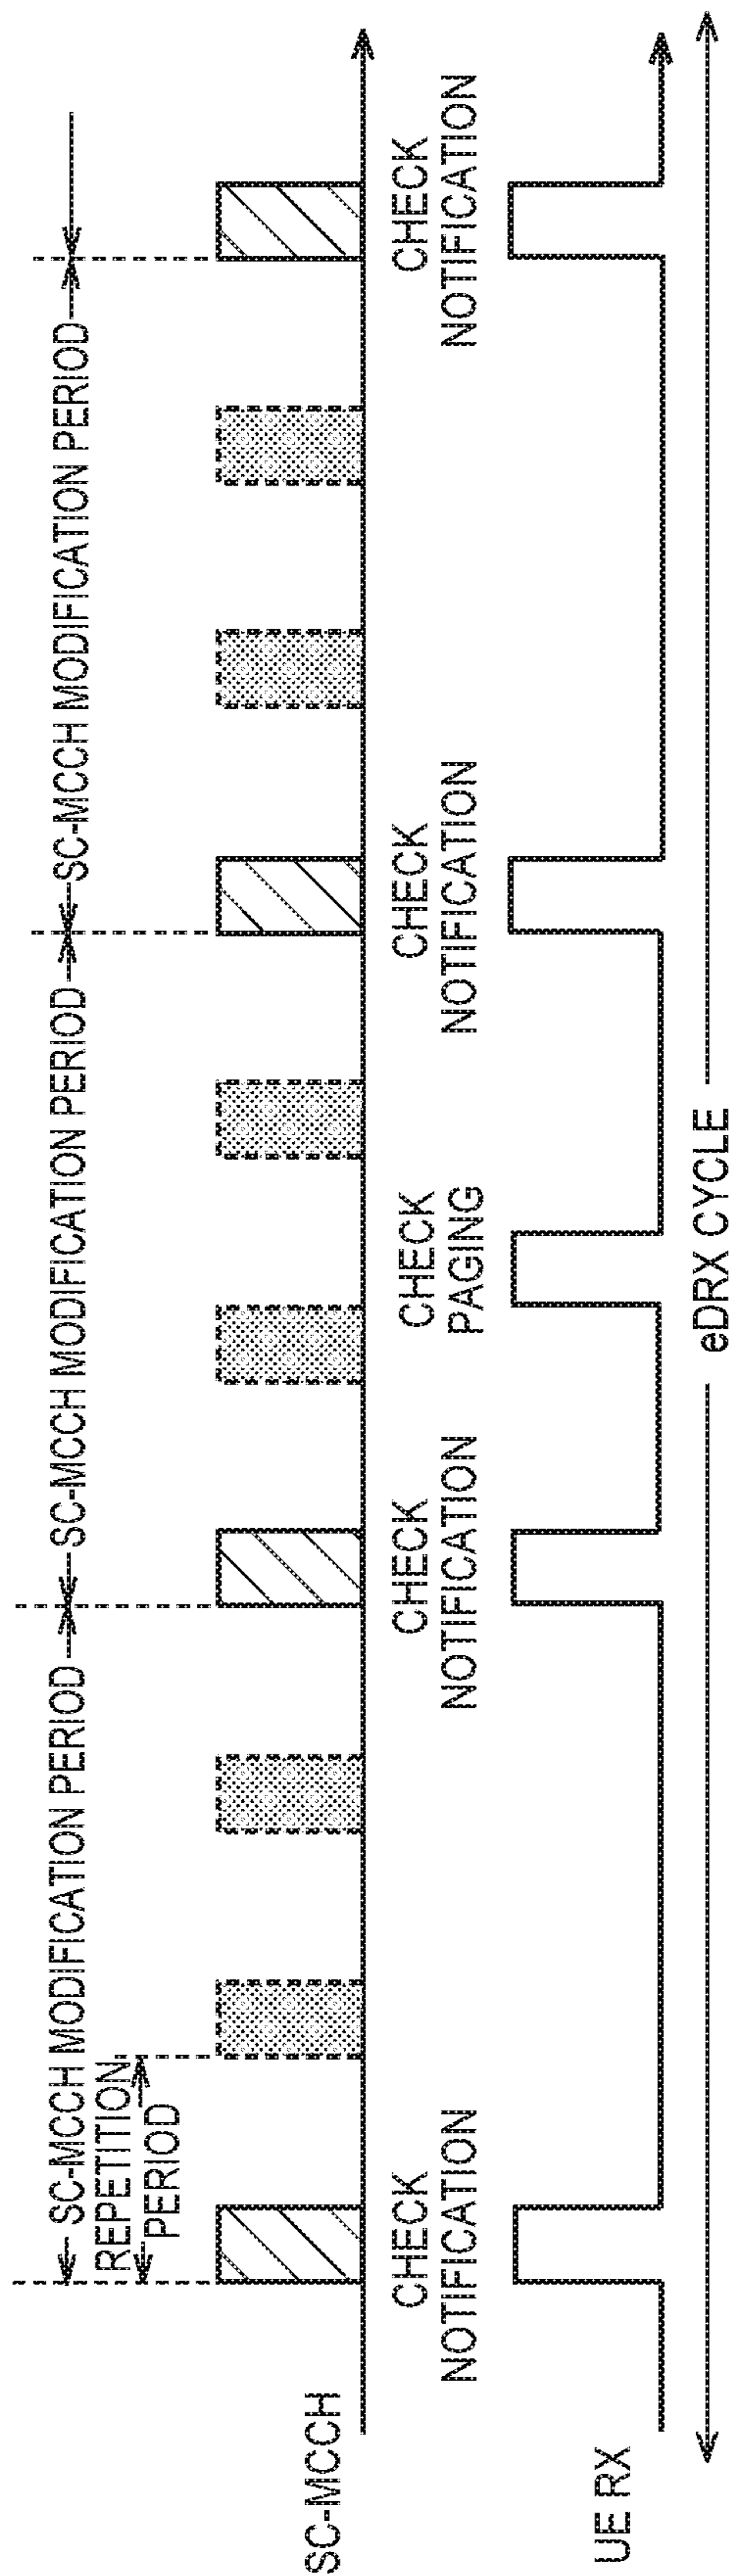 SC-MCCH MODIFICATION PERIOD
SC-MCCH MODIFICATION PERIOD
SC-MCCH MODIFICATION PERIOD
REPETITION
PERIOD
SC-MCCH
CHECK
NOTIFICATION
CHECK
NOTIFICATION
CHECK
PAGING
CHECK
NOTIFICATION
CHECK
NOTIFICATION
UE RX
eDRX CYCLE